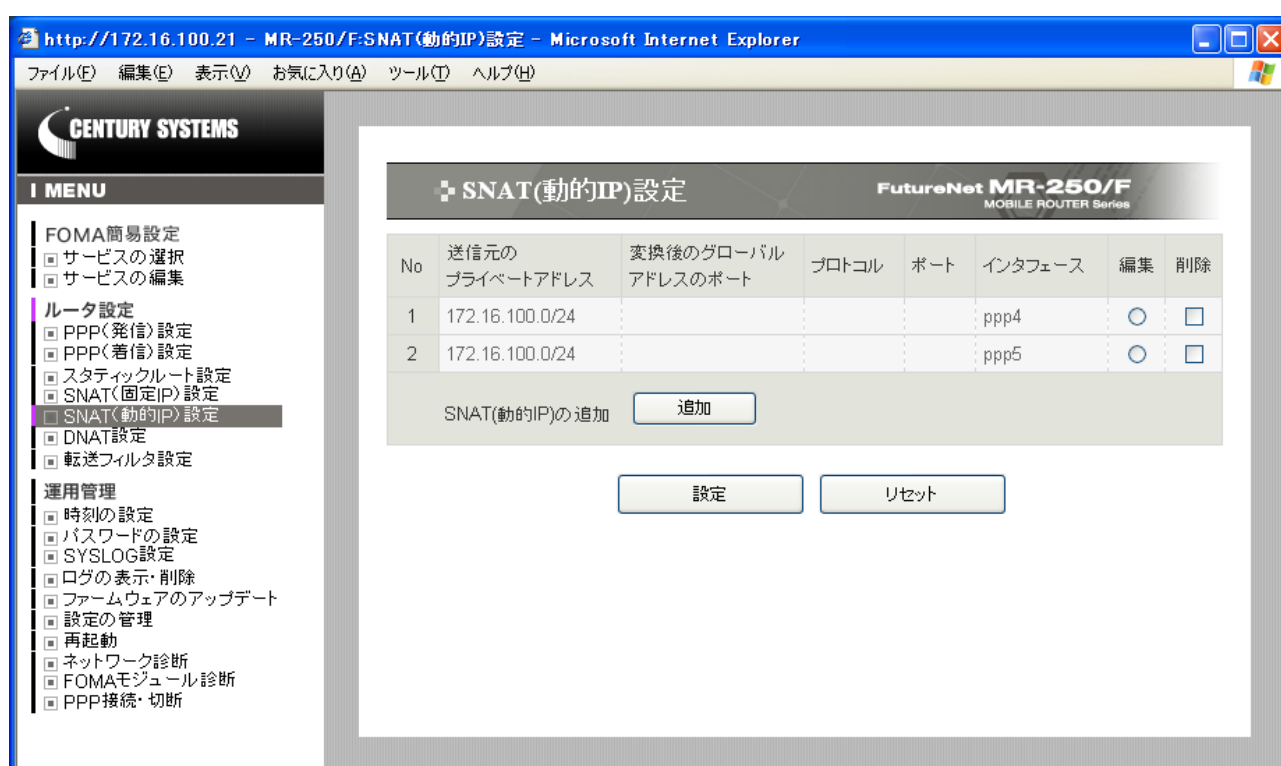 http://172.16.100.21 - MR-250/F:SNAT(動的IP)設定 - Microsoft Internet Explorer
ファイル(F) 編集(E) 表示(V) お気に入り(A) ツール(T) ヘルプ(H)
CENTURY SYSTEMS
MENU
FOMA簡易設定
サービスの選択
サービスの編集
ルータ設定
PPP(発信)設定
PPP(着信)設定
スタティックルート設定
SNAT(固定IP)設定
SNAT(動的IP)設定
DNAT設定
転送フィルタ設定
運用管理
時刻の設定
パスワードの設定
SYSLOG設定
ログの表示・削除
ファームウェアのアップデート
設定の管理
再起動
ネットワーク診断
FOMAモジュール診断
PPP接続・切断
SNAT(動的IP)設定
FutureNet MR-250/F
MOBILE ROUTER Series
No 送信元のプライベートアドレス 変換後のグローバルアドレスのポート プロトコル ポート インタフェース 編集 削除
1 172.16.100.0/24 ppp4
2 172.16.100.0/24 ppp5
SNAT(動的IP)の追加 追加
設定 リセット